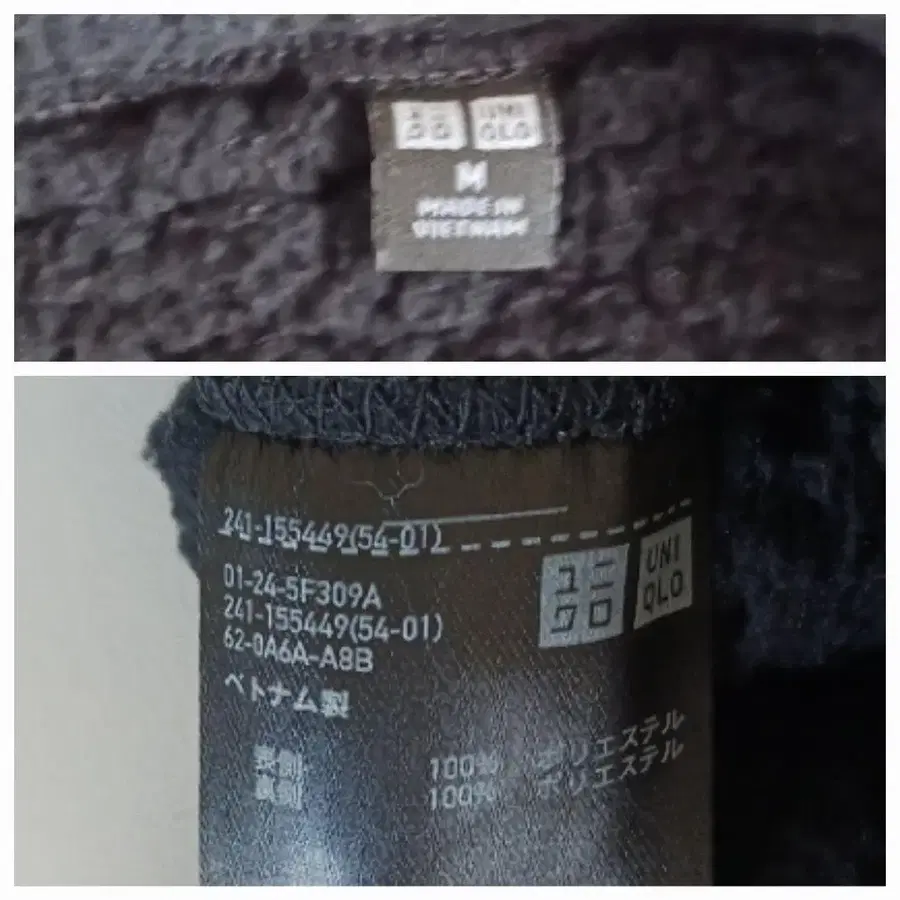 ユニ
クロ
UNI
QLO
M
MADE IN
VIETNAM
241-155449(54-01)
ユニ
クロ
UNI
QLO
01-24-5F309A
241-155449(54-01)
62-0A6A-A8B
ベトナム製
表側 100% ポリエステル
裏側 100% ポリエステル